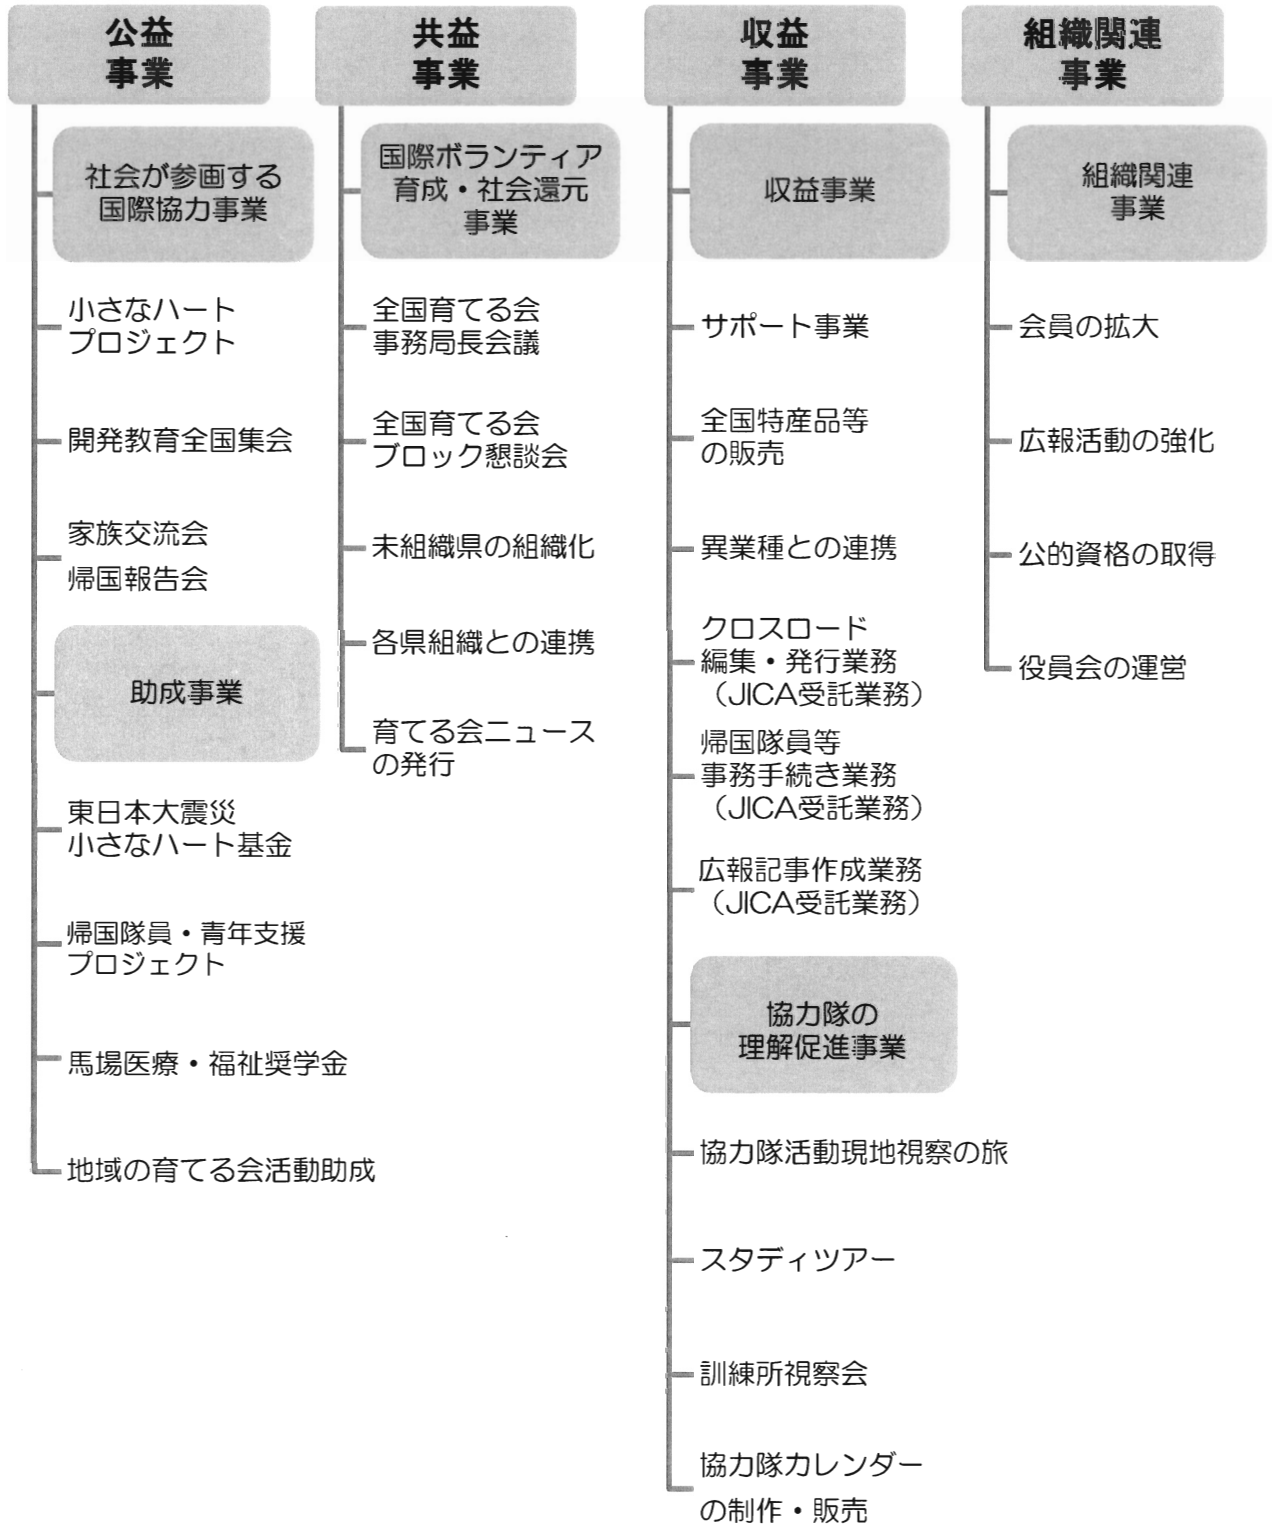 公益
事業
社会が参画する
国際協力事業
小さなハート
プロジェクト
開発教育全国集会
家族交流会
帰国報告会
助成事業
東日本大震災
小さなハート基金
帰国隊員・青年支援
プロジェクト
馬場医療・福祉奨学金
地域の育てる会活動助成
共益
事業
国際ボランティア
育成・社会還元
事業
全国育てる会
事務局長会議
全国育てる会
ブロック懇談会
未組織県の組織化
各県組織との連携
育てる会ニュース
の発行
収益
事業
収益事業
サポート事業
全国特産品等
の販売
異業種との連携
クロスロード
編集・発行業務
（JICA受託業務）
帰国隊員等
事務手続き業務
（JICA受託業務）
広報記事作成業務
（JICA受託業務）
協力隊の
理解促進事業
協力隊活動現地視察の旅
スタディツアー
訓練所視察会
協力隊カレンダー
の制作・販売
組織関連
事業
組織関連
事業
会員の拡大
広報活動の強化
公的資格の取得
役員会の運営